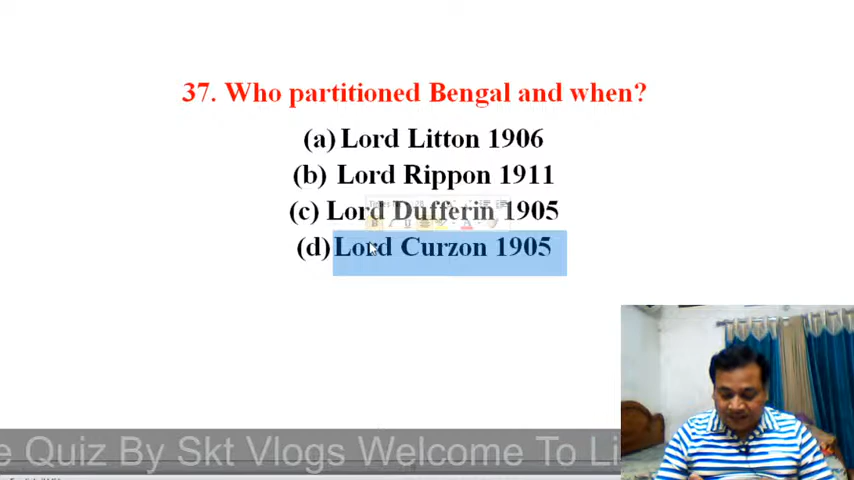 37. Who partitioned Bengal and when?
(a) Lord Litton 1906
(b) Lord Rippon 1911
(c) Lord Dufferin 1905
(d) Lord Curzon 1905
e Quiz By Skt Vlogs Welcome To Li